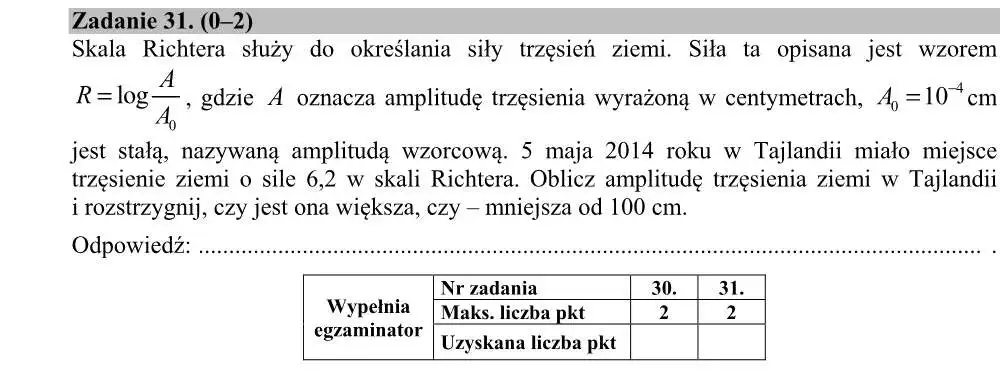 Zadanie 31. (0–2)
Skala Richtera służy do określania siły trzęsień ziemi. Siła ta opisana jest wzorem
R = log A/A₀ , gdzie A oznacza amplitudę trzęsienia wyrażoną w centymetrach, A₀ = 10⁻⁴ cm
jest stałą, nazywaną amplitudą wzorcową. 5 maja 2014 roku w Tajlandii miało miejsce
trzęsienie ziemi o sile 6,2 w skali Richtera. Oblicz amplitudę trzęsienia ziemi w Tajlandii
i rozstrzygnij, czy jest ona większa, czy – mniejsza od 100 cm.
Odpowiedź: .................................................................................................................................. .
Wypełnia egzaminator
Nr zadania 30. 31.
Maks. liczba pkt 2 2
Uzyskana liczba pkt